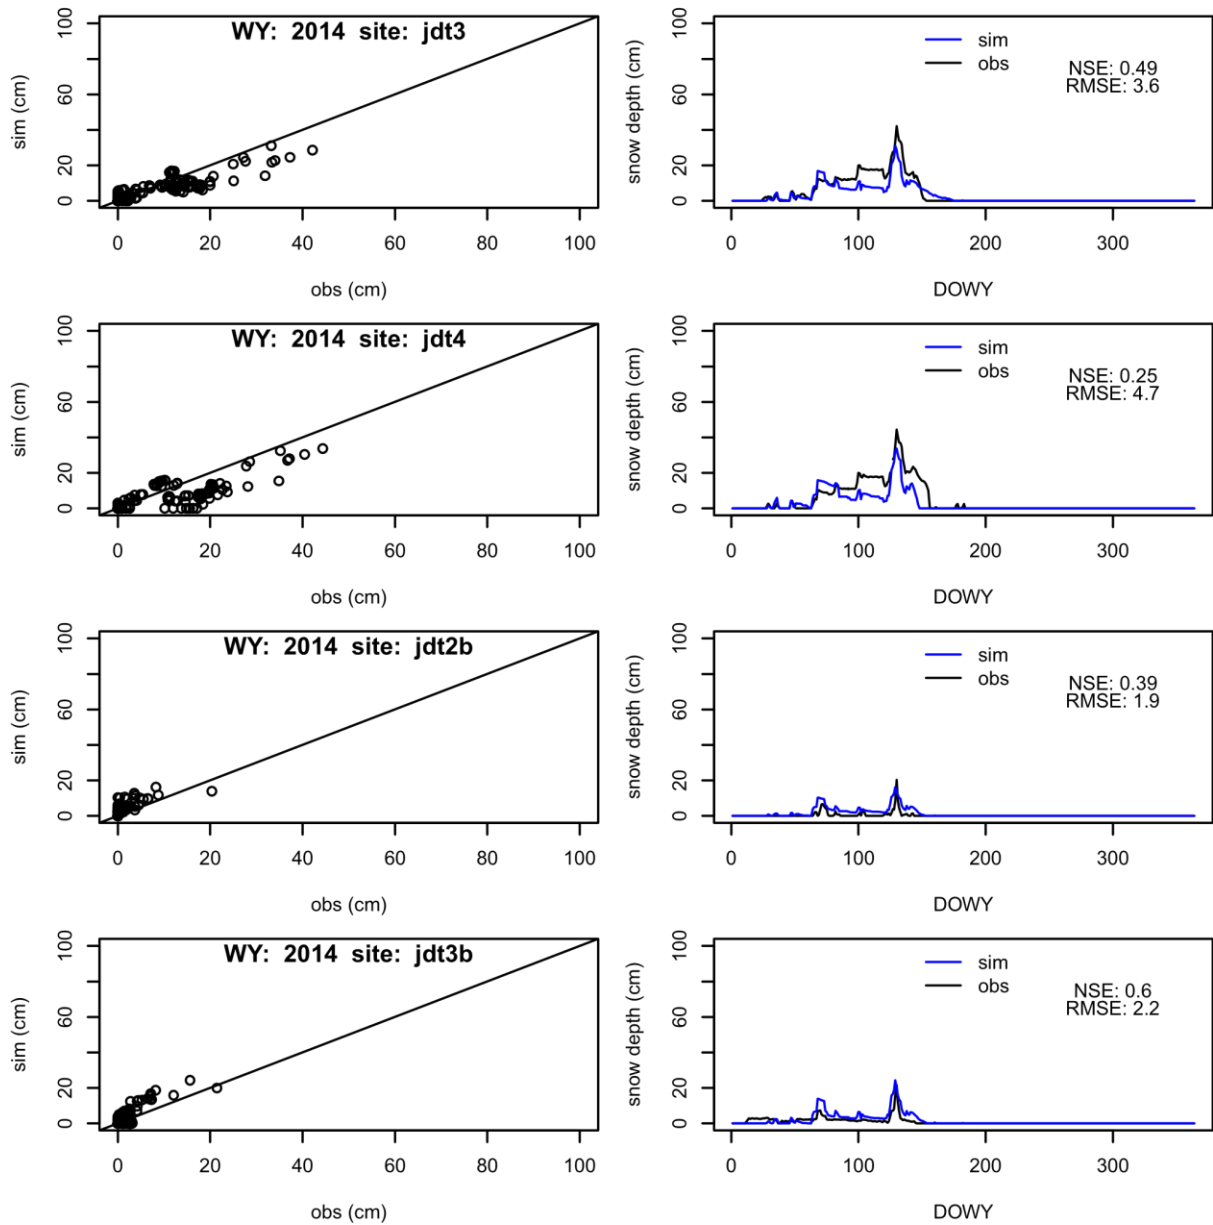 WY: 2014 site: jdt3
sim (cm)
100
60
20
0
0 20 40 60 80 100
obs (cm)
snow depth (cm)
100
60
20
0
sim
obs
NSE: 0.49
RMSE: 3.6
0 100 200 300
DOWY
WY: 2014 site: jdt4
sim (cm)
100
60
20
0
0 20 40 60 80 100
obs (cm)
snow depth (cm)
100
60
20
0
sim
obs
NSE: 0.25
RMSE: 4.7
0 100 200 300
DOWY
WY: 2014 site: jdt2b
sim (cm)
100
60
20
0
0 20 40 60 80 100
obs (cm)
snow depth (cm)
100
60
20
0
sim
obs
NSE: 0.39
RMSE: 1.9
0 100 200 300
DOWY
WY: 2014 site: jdt3b
sim (cm)
100
60
20
0
0 20 40 60 80 100
obs (cm)
snow depth (cm)
100
60
20
0
sim
obs
NSE: 0.6
RMSE: 2.2
0 100 200 300
DOWY